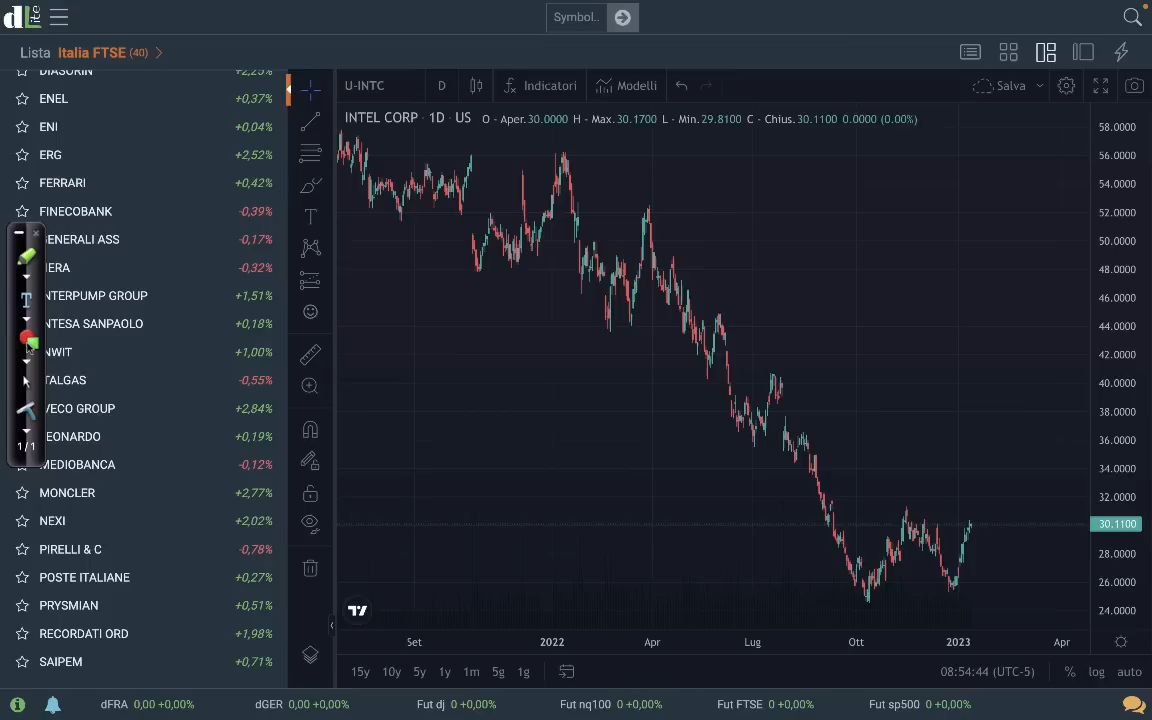 dLite
Symbol..
Lista Italia FTSE (40)
DIASORIN +2,25%
ENEL +0,37%
ENI +0,04%
ERG +2,52%
FERRARI +0,42%
FINECOBANK -0,39%
GENERALI ASS -0,17%
HERA -0,32%
INTERPUMP GROUP +1,51%
INTESA SANPAOLO +0,18%
INWIT +1,00%
ITALGAS -0,55%
IVECO GROUP +2,84%
LEONARDO +0,19%
MEDIOBANCA -0,12%
MONCLER +2,77%
NEXI +2,02%
PIRELLI & C -0,78%
POSTE ITALIANE +0,27%
PRYSMIAN +0,51%
RECORDATI ORD +1,98%
SAIPEM +0,71%
T
1/1
U-INTC D Indicatori Modelli Salva
INTEL CORP · 1D · US O - Aper.30.0000 H - Max.30.1700 L - Min.29.8100 C - Chius.30.1100 0.0000 (0.00%)
58.0000
56.0000
54.0000
52.0000
50.0000
48.0000
46.0000
44.0000
42.0000
40.0000
38.0000
36.0000
34.0000
32.0000
30.1100
28.0000
26.0000
24.0000
Set 2022 Apr Lug Ott 2023 Apr
15y 10y 5y 1y 1m 5g 1g 08:54:44 (UTC-5) % log auto
dFRA 0,00 +0,00% dGER 0,00 +0,00% Fut dj 0 +0,00% Fut nq100 0 +0,00% Fut FTSE 0 +0,00% Fut sp500 0 +0,00%